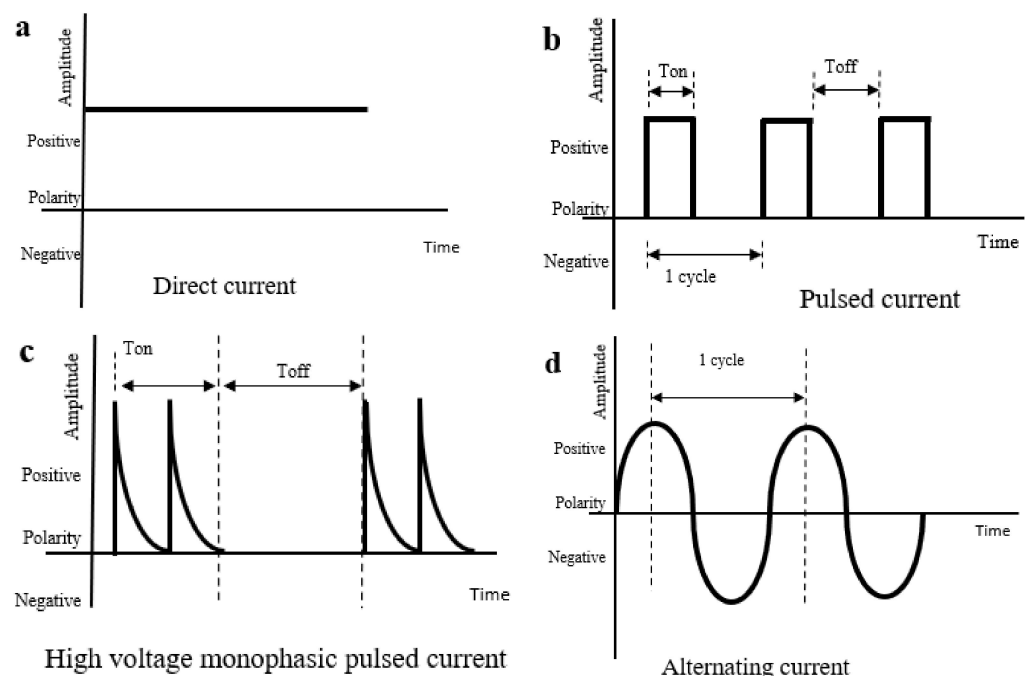 a
Amplitude
Positive
Polarity
Negative
Time
Direct current
b
Amplitude
Ton
Toff
Positive
Polarity
Time
Negative
1 cycle
Pulsed current
c
Ton
Toff
Amplitude
Positive
Polarity
Negative
Time
High voltage monophasic pulsed current
d
1 cycle
Amplitude
Positive
Polarity
Time
Negative
Alternating current